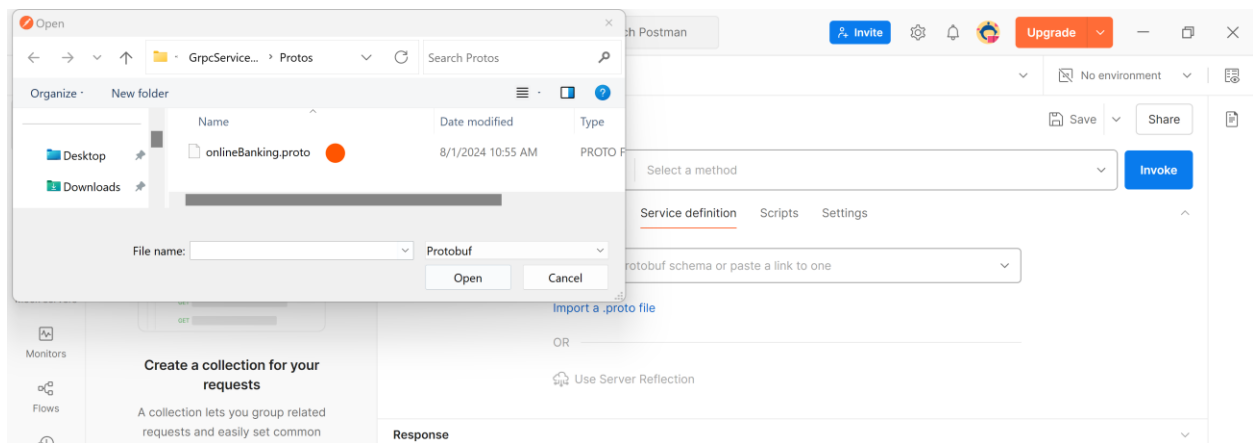 Open
GrpcService... › Protos
Search Protos
Organize
New folder
Name
Date modified
Type
onlineBanking.proto
8/1/2024 10:55 AM
PROTO F
Desktop
Downloads
File name:
Protobuf
Open
Cancel
ch Postman
Invite
Upgrade
No environment
Save
Share
Select a method
Invoke
Service definition
Scripts
Settings
rotobuf schema or paste a link to one
Import a .proto file
OR
Use Server Reflection
Response
Monitors
Flows
GET
GET
Create a collection for your
requests
A collection lets you group related
requests and easily set common